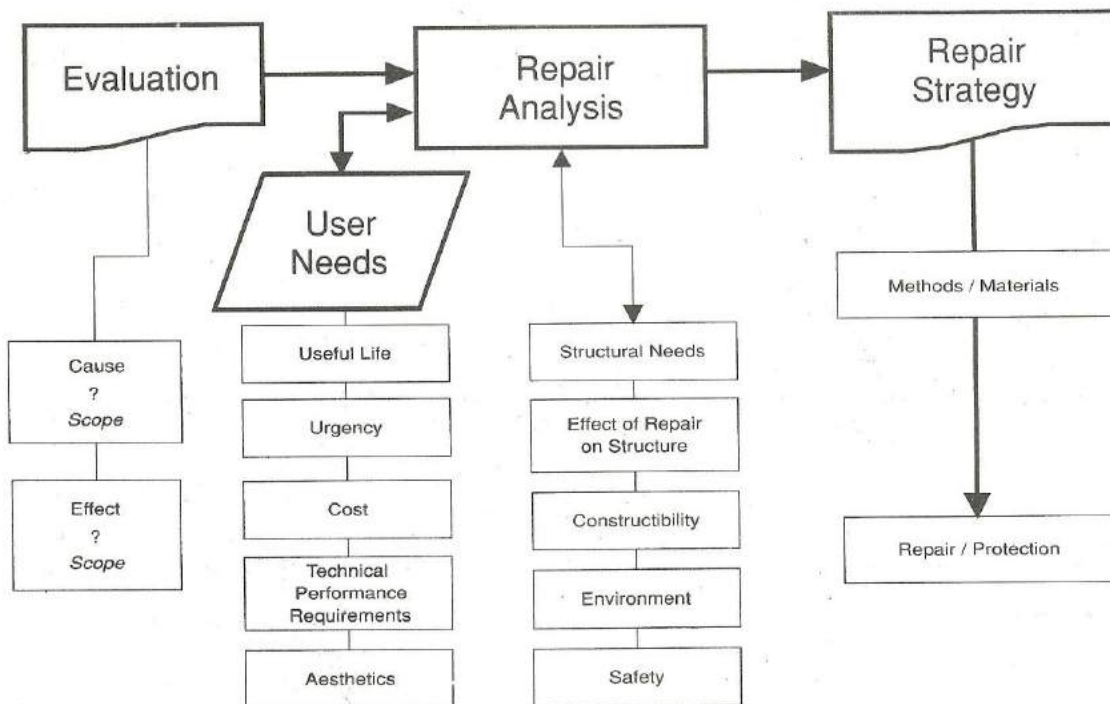 Evaluation
Repair
Analysis
Repair
Strategy
User
Needs
Cause
?
Scope
Effect
?
Scope
Useful Life
Urgency
Cost
Technical
Performance
Requirements
Aesthetics
Structural Needs
Effect of Repair
on Structure
Constructibility
Environment
Safety
Methods / Materials
Repair / Protection